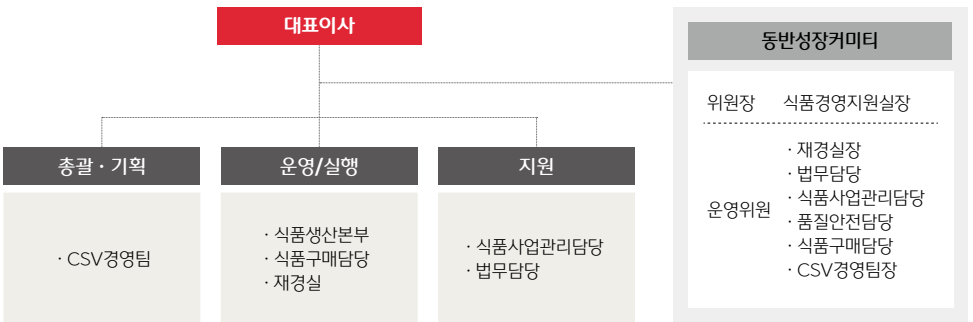 대표이사
총괄 · 기획
· CSV경영팀
운영/실행
· 식품생산본부
· 식품구매담당
· 재경실
지원
· 식품사업관리담당
· 법무담당
동반성장커미티
위원장 식품경영지원실장
운영위원
· 재경실장
· 법무담당
· 식품사업관리담당
· 품질안전담당
· 식품구매담당
· CSV경영팀장